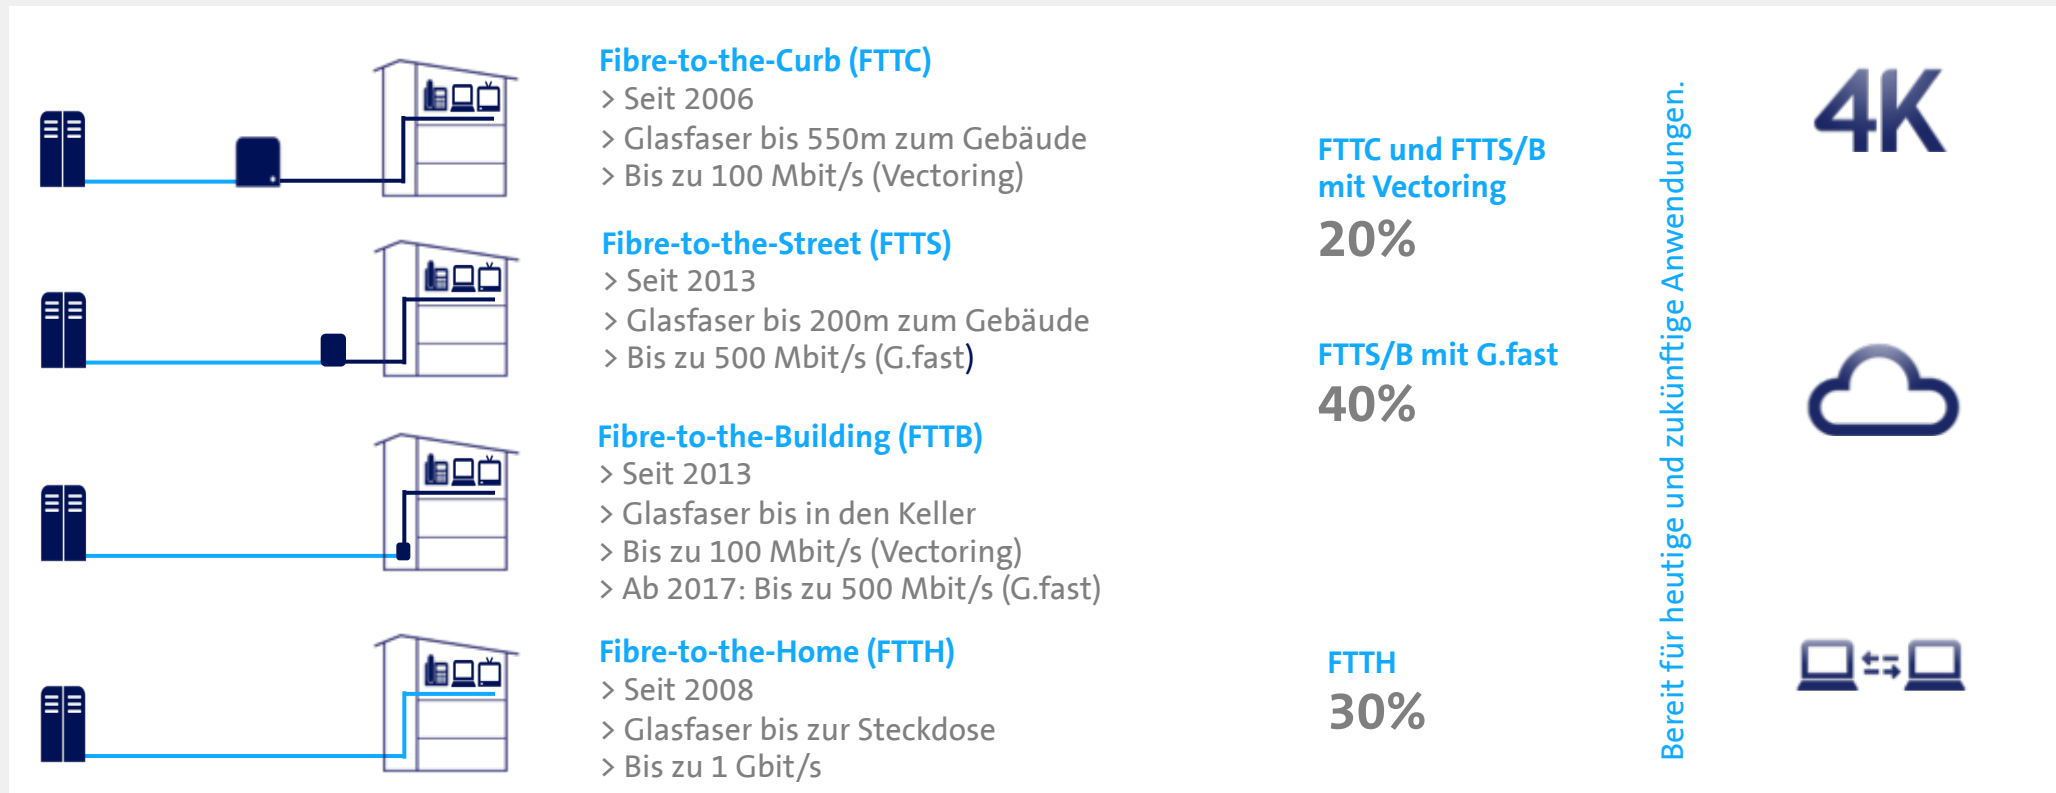 Fibre-to-the-Curb (FTTC)
> Seit 2006
> Glasfaser bis 550m zum Gebäude
> Bis zu 100 Mbit/s (Vectoring)
Fibre-to-the-Street (FTTS)
> Seit 2013
> Glasfaser bis 200m zum Gebäude
> Bis zu 500 Mbit/s (G.fast)
Fibre-to-the-Building (FTTB)
> Seit 2013
> Glasfaser bis in den Keller
> Bis zu 100 Mbit/s (Vectoring)
> Ab 2017: Bis zu 500 Mbit/s (G.fast)
Fibre-to-the-Home (FTTH)
> Seit 2008
> Glasfaser bis zur Steckdose
> Bis zu 1 Gbit/s
FTTC und FTTS/B
mit Vectoring
20%
FTTS/B mit G.fast
40%
FTTH
30%
Bereit für heutige und zukünftige Anwendungen.
4K